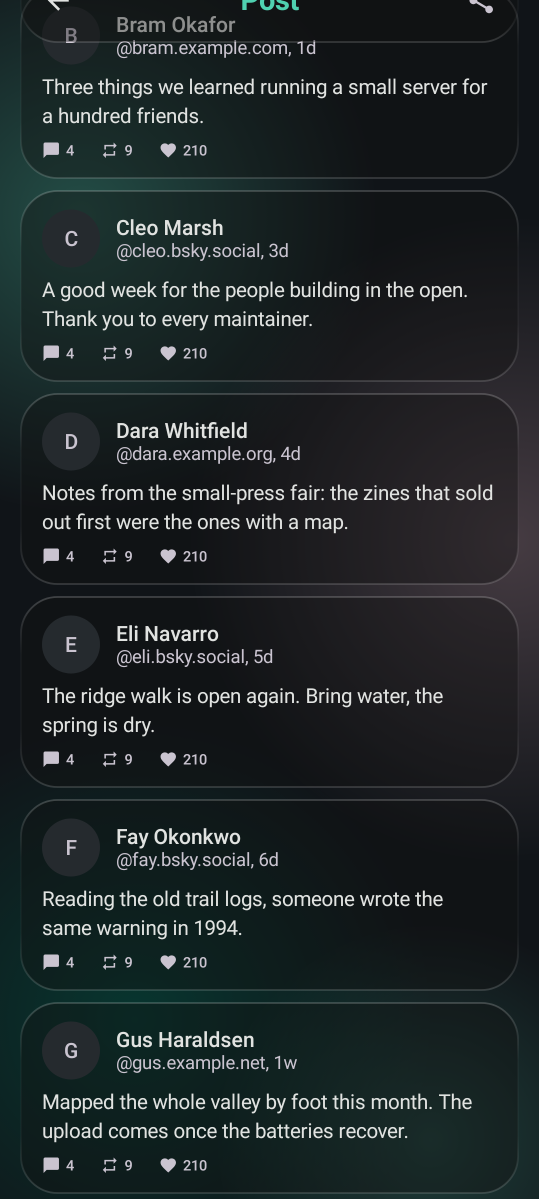 Post
B
Bram Okafor
@bram.example.com, 1d
Three things we learned running a small server for
a hundred friends.
4 9 210
C
Cleo Marsh
@cleo.bsky.social, 3d
A good week for the people building in the open.
Thank you to every maintainer.
4 9 210
D
Dara Whitfield
@dara.example.org, 4d
Notes from the small-press fair: the zines that sold
out first were the ones with a map.
4 9 210
E
Eli Navarro
@eli.bsky.social, 5d
The ridge walk is open again. Bring water, the
spring is dry.
4 9 210
F
Fay Okonkwo
@fay.bsky.social, 6d
Reading the old trail logs, someone wrote the
same warning in 1994.
4 9 210
G
Gus Haraldsen
@gus.example.net, 1w
Mapped the whole valley by foot this month. The
upload comes once the batteries recover.
4 9 210